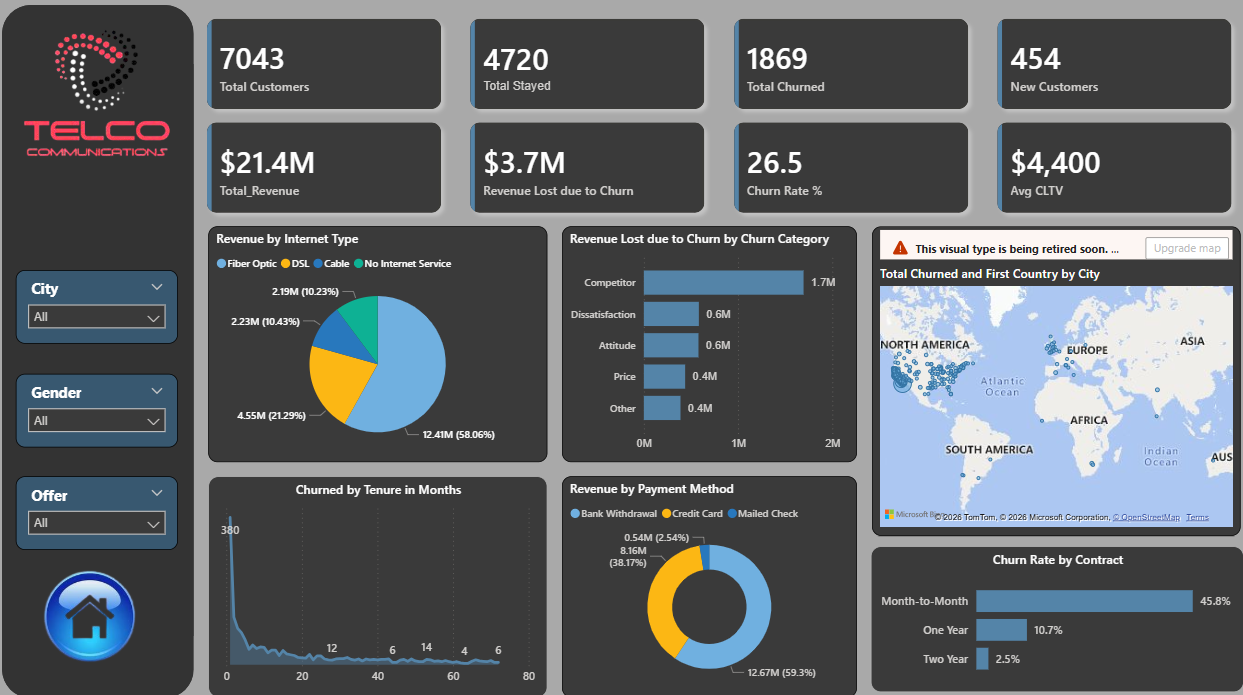 TELCO
COMMUNICATIONS
City
All
Gender
All
Offer
All
7043
Total Customers
4720
Total Stayed
1869
Total Churned
454
New Customers
$21.4M
Total_Revenue
$3.7M
Revenue Lost due to Churn
26.5
Churn Rate %
$4,400
Avg CLTV
Revenue by Internet Type
Fiber Optic DSL Cable No Internet Service
2.19M (10.23%)
2.23M (10.43%)
4.55M (21.29%)
12.41M (58.06%)
Revenue Lost due to Churn by Churn Category
Competitor 1.7M
Dissatisfaction 0.6M
Attitude 0.6M
Price 0.4M
Other 0.4M
0M 1M 2M
This visual type is being retired soon. ... Upgrade map
Total Churned and First Country by City
NORTH AMERICA
EUROPE
ASIA
Atlantic
Ocean
AFRICA
SOUTH AMERICA
Indian
Ocean
AUS
Microsoft Bin
© 2026 TomTom, © 2026 Microsoft Corporation, © OpenStreetMap Terms
Churned by Tenure in Months
380
12 6 14 4 6
0 20 40 60 80
Revenue by Payment Method
Bank Withdrawal Credit Card Mailed Check
0.54M (2.54%)
8.16M
(38.17%)
12.67M (59.3%)
Churn Rate by Contract
Month-to-Month 45.8%
One Year 10.7%
Two Year 2.5%